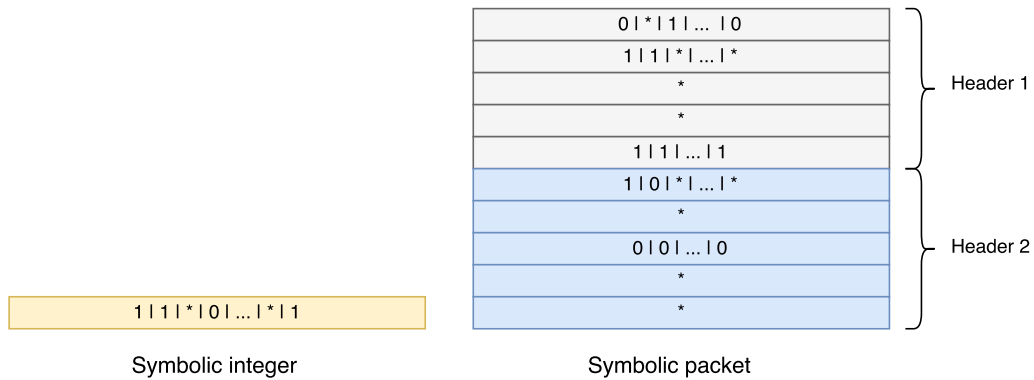 0 | * | 1 | ... | 0
1 | 1 | * | ... | *
*
Header 1
*
1 | 1 | ... | 1
1 | 0 | * | ... | *
*
0 | 0 | ... | 0
Header 2
*
1 | 1 | * | 0 | ... | * | 1
*
Symbolic integer
Symbolic packet